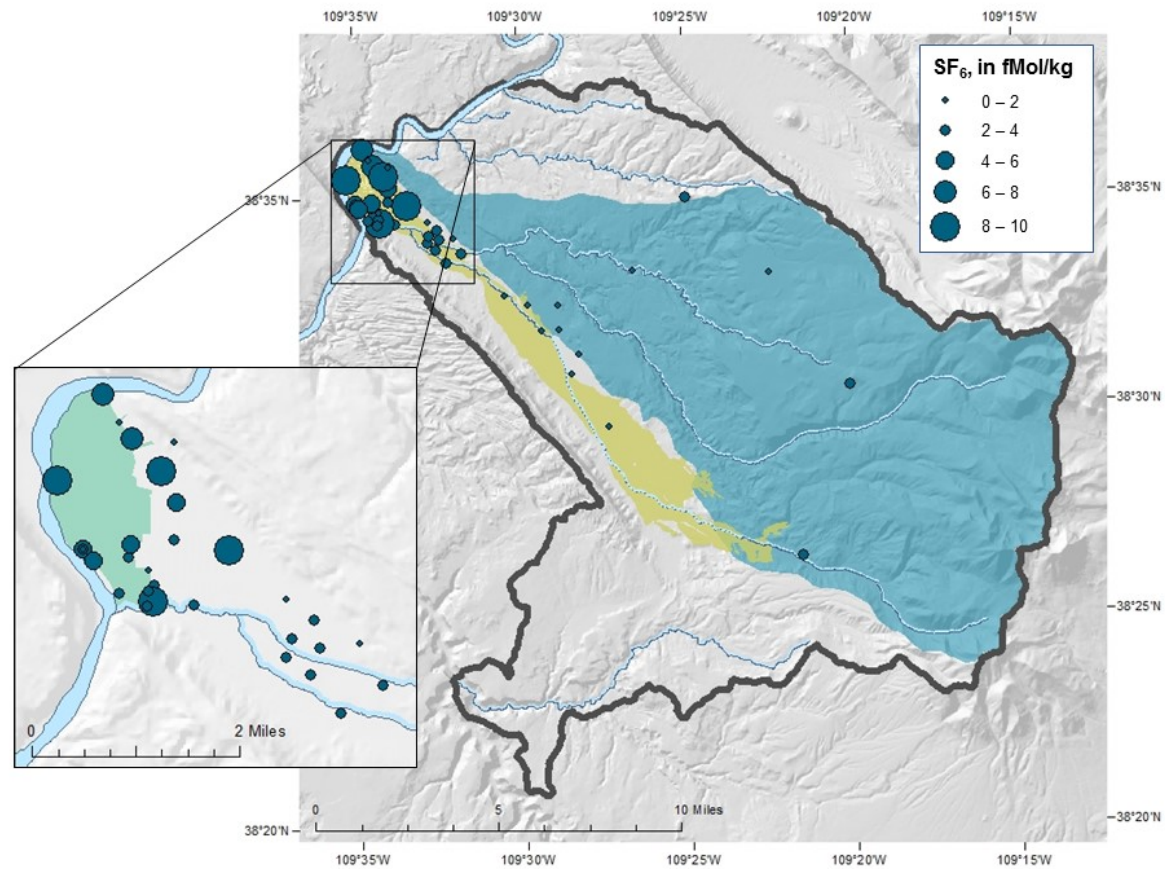 109°35'W 109°30'W 109°25'W 109°20'W 109°15'W
SF6, in fMol/kg
0 – 2
2 – 4
4 – 6
6 – 8
8 – 10
38°35'N
38°35'N
38°30'N
38°25'N
0 2 Miles
0 5 10 Miles
38°20'N
38°20'N
109°35'W 109°30'W 109°25'W 109°20'W 109°15'W